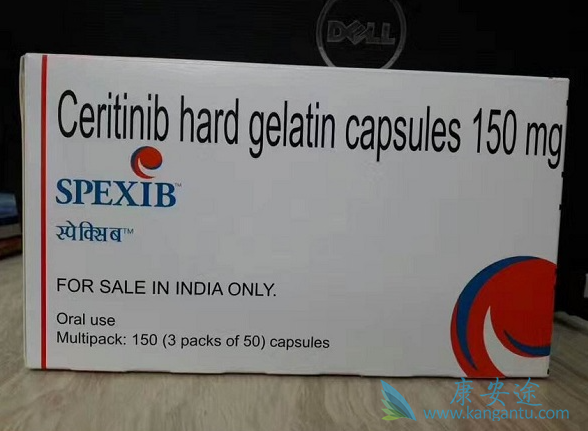 DELL
Ceritinib hard gelatin capsules 150 mg
SPEXIB™
स्पेक्सिब™
FOR SALE IN INDIA ONLY.
Oral use
Multipack: 150 (3 packs of 50) capsules
康安途
www.kangantu.com